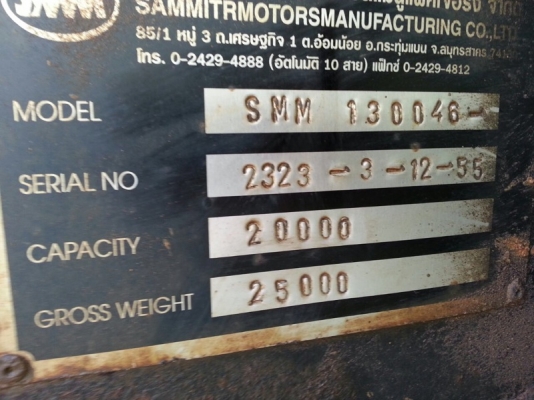 SMM
SAMMITRMOTORSMANUFACTURING CO.,LTD.
85/1 หมู่ 3 ถ.เศรษฐกิจ 1 ต.อ้อมน้อย อ.กระทุ่มแบน จ.สมุทรสาคร
โทร. 0-2429-4888 (อัตโนมัติ 10 สาย) แฟ็กซ์ 0-2429-4812
MODEL SMM 130046-
SERIAL NO 2323-3-12-55
CAPACITY 20000
GROSS WEIGHT 25000